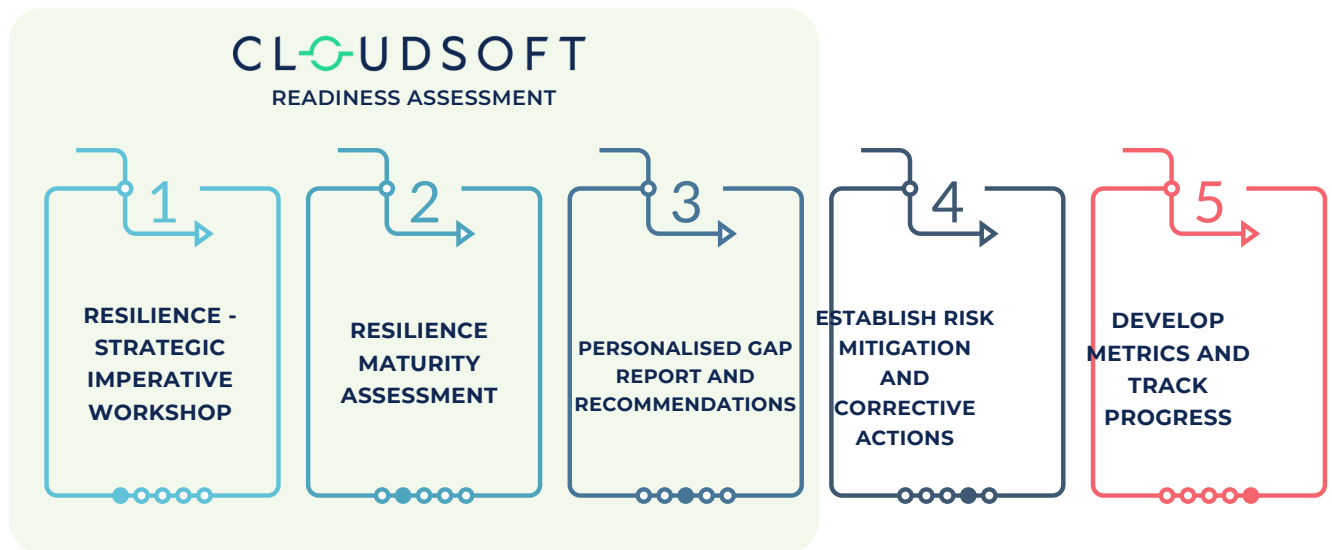 CLOUDSOFT
READINESS ASSESSMENT
1
RESILIENCE -
STRATEGIC
IMPERATIVE
WORKSHOP
2
RESILIENCE
MATURITY
ASSESSMENT
3
PERSONALISED GAP
REPORT AND
RECOMMENDATIONS
4
ESTABLISH RISK
MITIGATION
AND
CORRECTIVE
ACTIONS
5
DEVELOP
METRICS AND
TRACK
PROGRESS